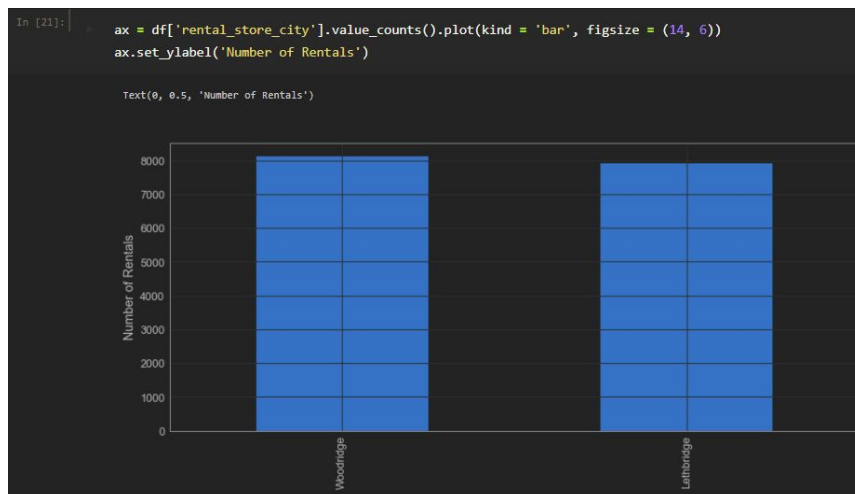 In [21]:
ax = df['rental_store_city'].value_counts().plot(kind = 'bar', figsize = (14, 6))
ax.set_ylabel('Number of Rentals')
Text(0, 0.5, 'Number of Rentals')
8000
7000
6000
5000
4000
3000
2000
1000
0
Number of Rentals
Woodridge
Lethbridge